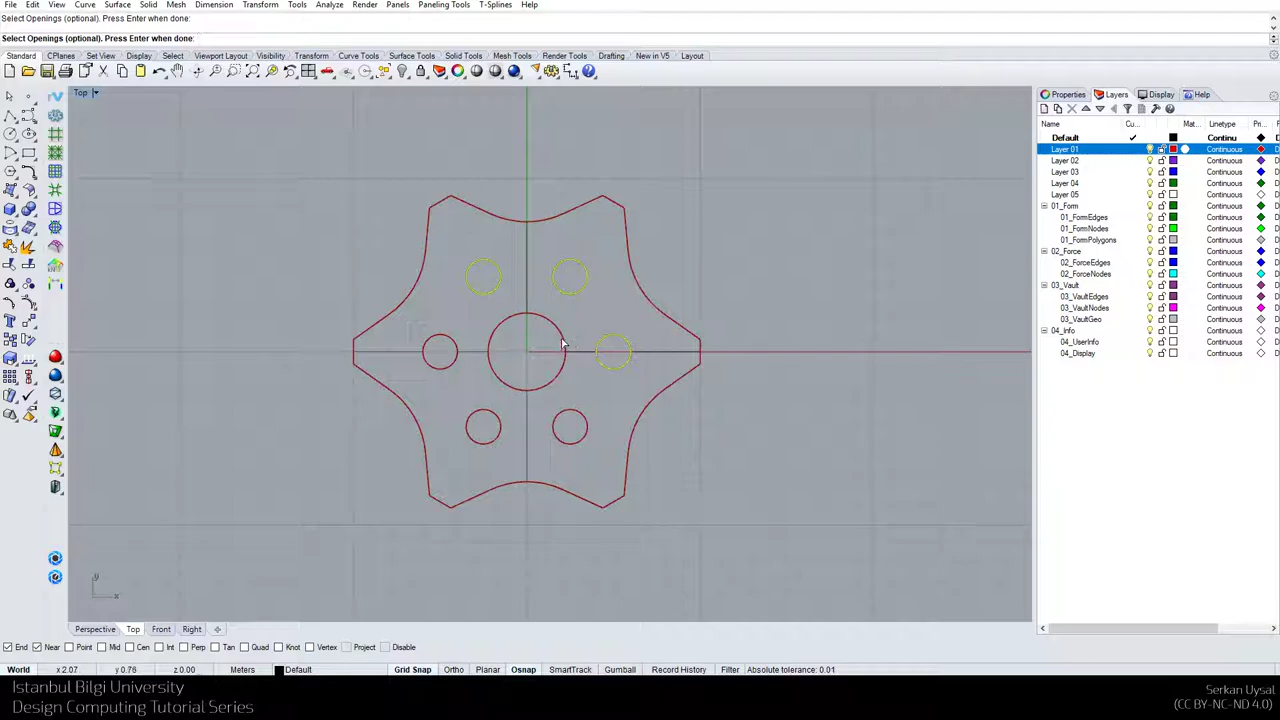 File Edit View Curve Surface Solid Mesh Dimension Transform Tools Analyze Render Panels Paneling Tools T-Splines Help
Select Openings (optional). Press Enter when done:
Select Openings (optional). Press Enter when done:
Standard CPlanes Set View Display Select Viewport Layout Visibility Transform Curve Tools Surface Tools Solid Tools Mesh Tools Render Tools Drafting New in V5 Layout
Top
Properties Layers Display Help
Name Cu... Mat... Linetype Pri...
Default Continu
Layer 01 Continuous
Layer 02 Continuous
Layer 03 Continuous
Layer 04 Continuous
Layer 05 Continuous
01_Form Continuous
01_FormEdges Continuous
01_FormNodes Continuous
01_FormPolygons Continuous
02_Force Continuous
02_ForceEdges Continuous
02_ForceNodes Continuous
03_Vault Continuous
03_VaultEdges Continuous
03_VaultNodes Continuous
03_VaultGeo Continuous
04_Info Continuous
04_UserInfo Continuous
04_Display Continuous
y
x
Perspective Top Front Right
End Near Point Mid Cen Int Perp Tan Quad Knot Vertex Project Disable
World x 2.07 y 0.76 z 0.00 Meters Default Grid Snap Ortho Planar Osnap SmartTrack Gumball Record History Filter Absolute tolerance: 0.01
Istanbul Bilgi University
Design Computing Tutorial Series
Serkan Uysal
(CC BY-NC-ND 4.0)